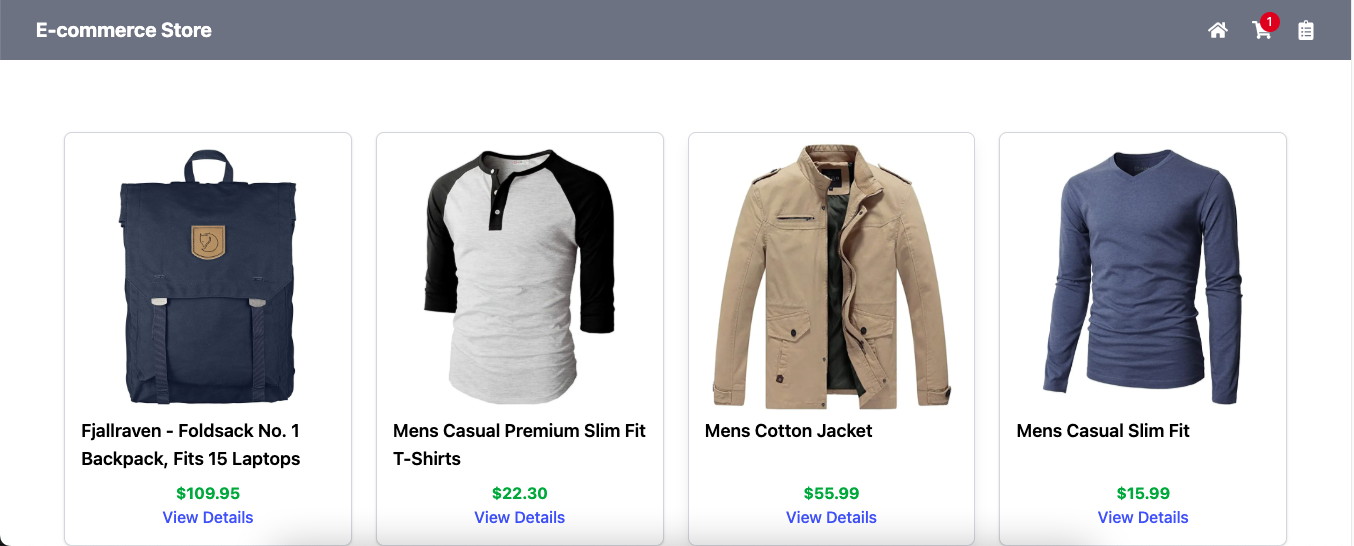 E-commerce Store
1
Fjallraven - Foldsack No. 1
Backpack, Fits 15 Laptops
$109.95
View Details
Mens Casual Premium Slim Fit
T-Shirts
$22.30
View Details
Mens Cotton Jacket
$55.99
View Details
Mens Casual Slim Fit
$15.99
View Details